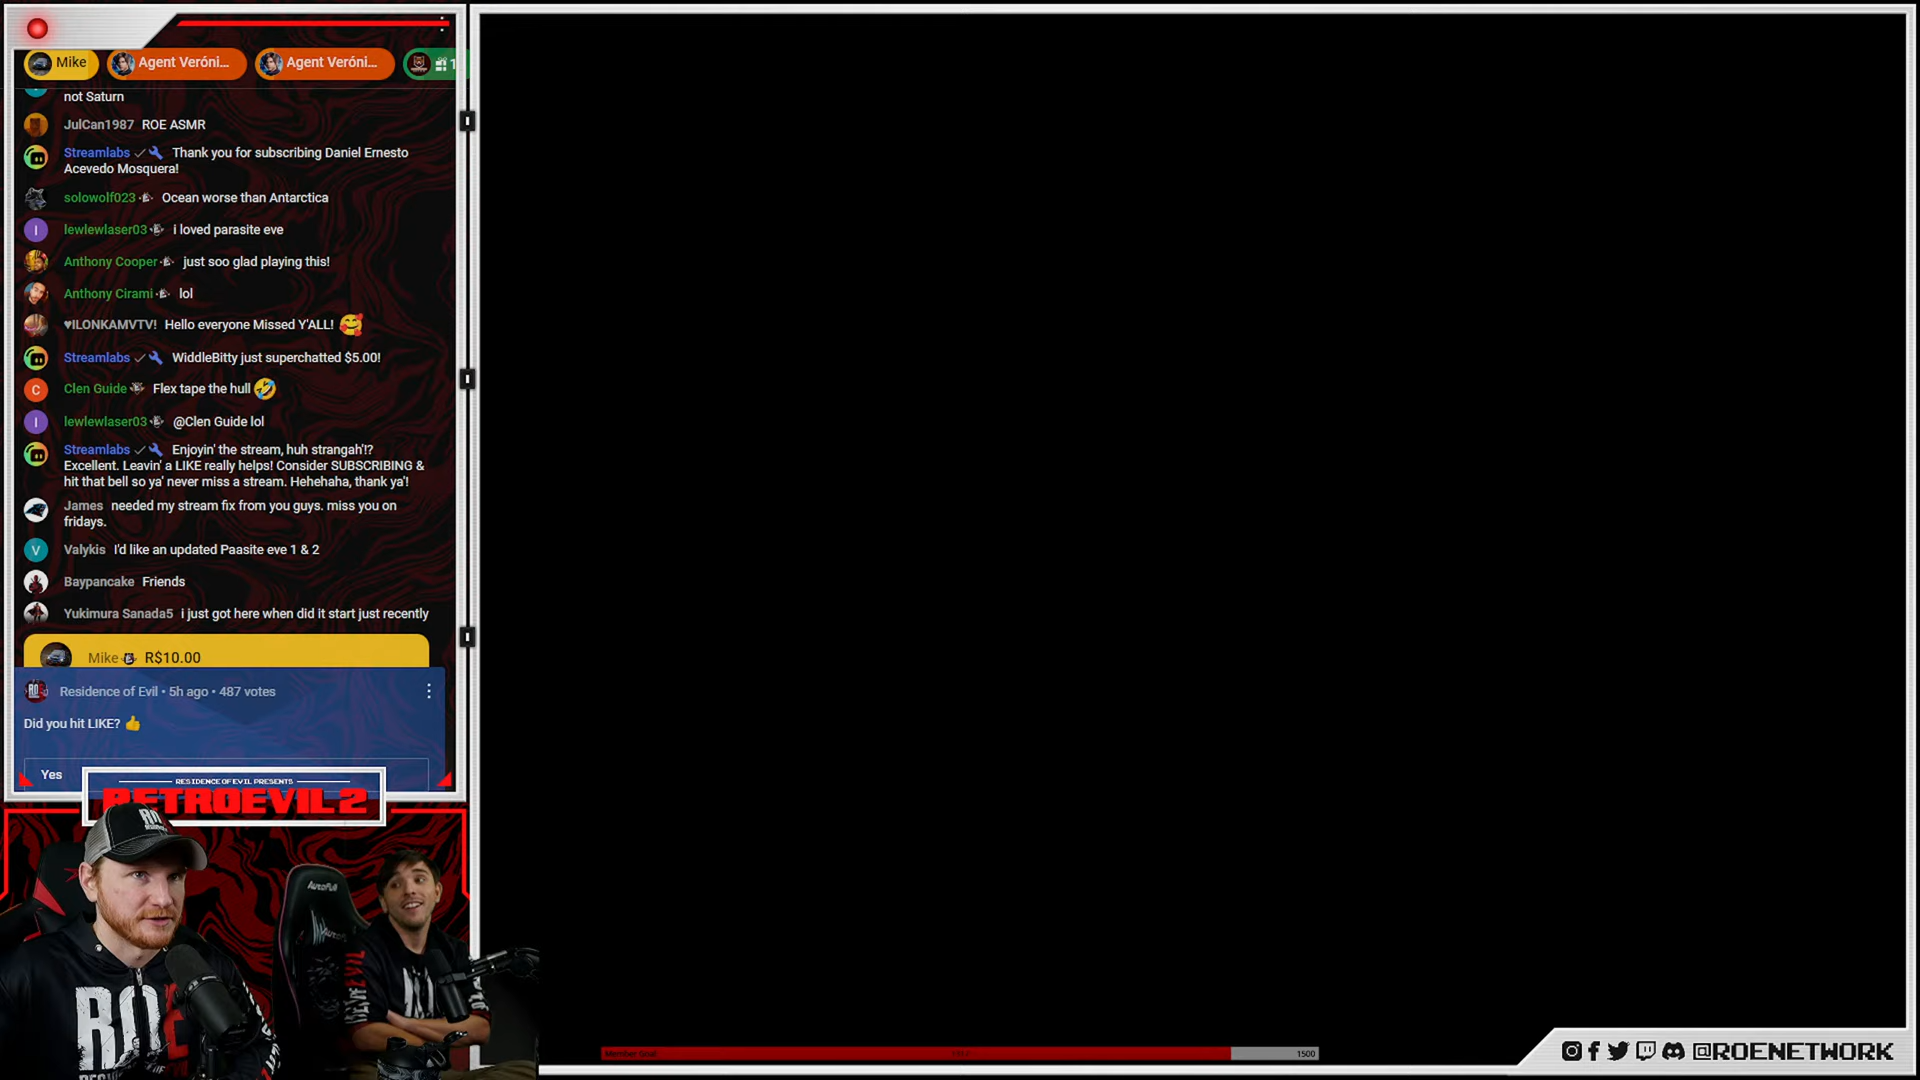 Mike
Agent Veróni...
Agent Veróni...
1
not Saturn
JulCan1987 ROE ASMR
Streamlabs Thank you for subscribing Daniel Ernesto
Acevedo Mosquera!
solowolf023 Ocean worse than Antarctica
lewlewlaser03 i loved parasite eve
Anthony Cooper just soo glad playing this!
Anthony Cirami lol
♥ILONKAMVTV! Hello everyone Missed Y'ALL! 🥰
Streamlabs WiddleBitty just superchatted $5.00!
C
Clen Guide Flex tape the hull 🤣
lewlewlaser03 @Clen Guide lol
Streamlabs Enjoyin' the stream, huh strangah'!?
Excellent. Leavin' a LIKE really helps! Consider SUBSCRIBING &
hit that bell so ya' never miss a stream. Hehehaha, thank ya'!
James needed my stream fix from you guys. miss you on
fridays.
V
Valykis I'd like an updated Paasite eve 1 & 2
Baypancake Friends
Yukimura Sanada5 i just got here when did it start just recently
Mike R$10.00
Residence of Evil • 5h ago • 487 votes
Did you hit LIKE? 👍
Yes
RESIDENCE OF EVIL PRESENTS
RETROEVIL 2
AutoFull
Member Goal
1500
@ROENETWORK